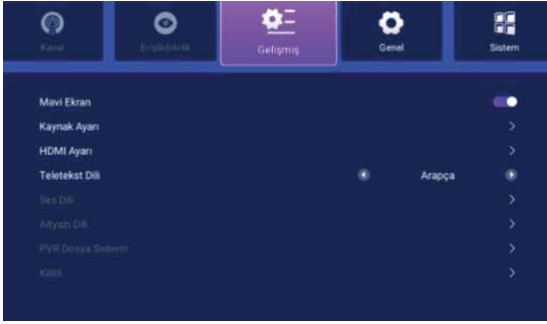 Kanal
Erişilebilirlik
Gelişmiş
Genel
Sistem
Mavi Ekran
Kaynak Ayarı
HDMI Ayarı
Teletekst Dili
Arapça
Ses Dili
Altyazı Dili
PVR Dosya Sistemi
Kilitli